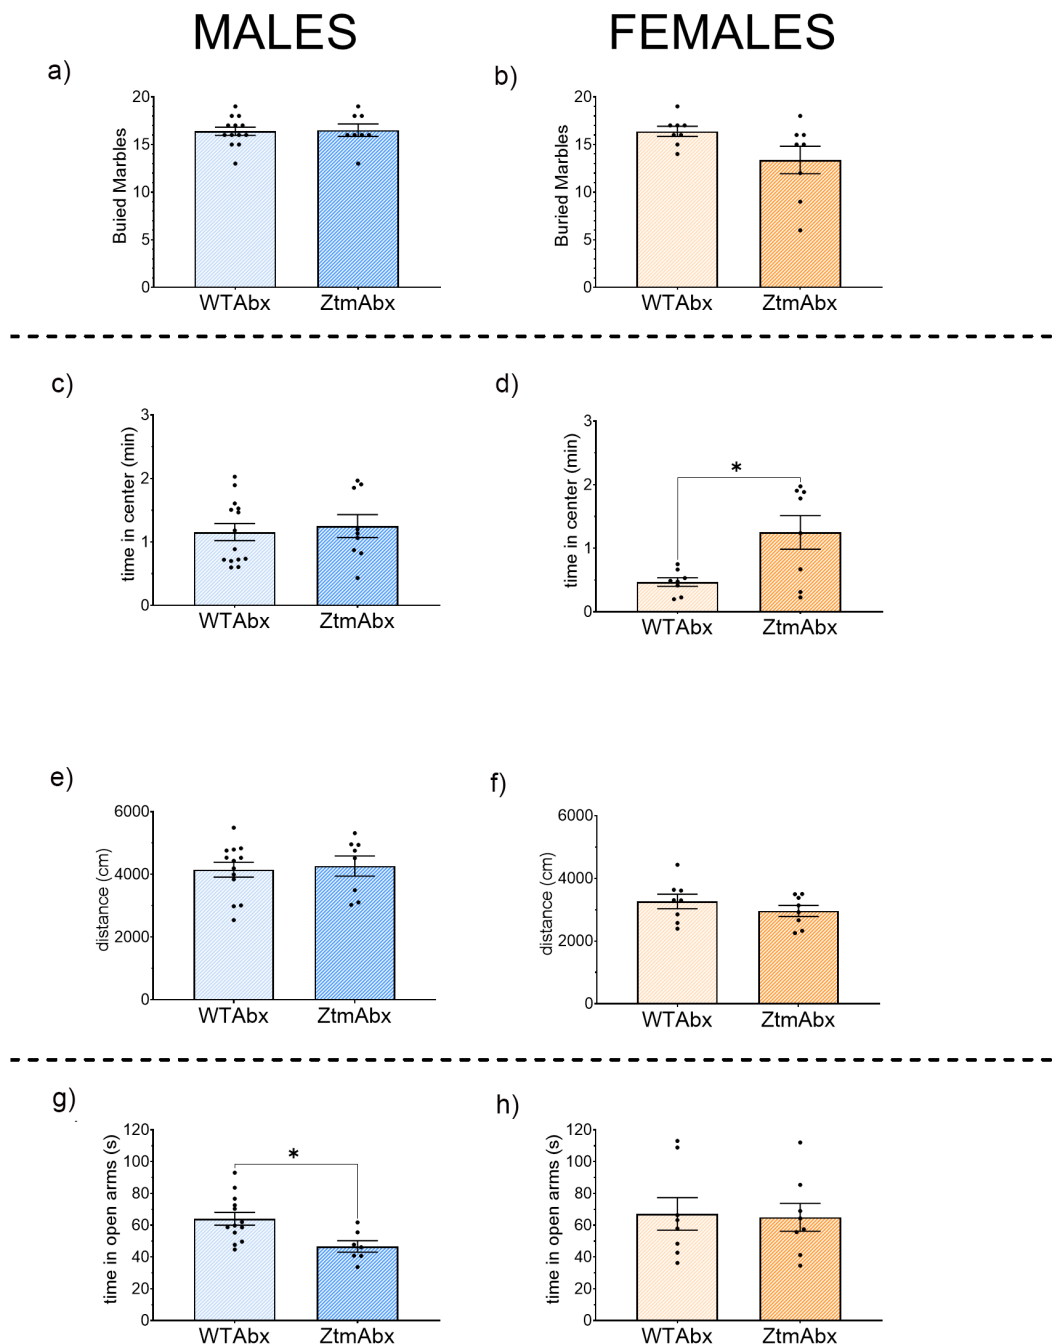 MALES FEMALES
a) b)
Buied Marbles
20
15
10
5
0
WTAbx ZtmAbx
Buried Marbles
20
15
10
5
0
WTAbx ZtmAbx
c) d)
time in center (min)
3
2
1
0
WTAbx ZtmAbx
time in center (min)
3
2
1
0
*
WTAbx ZtmAbx
e) f)
distance (cm)
6000
4000
2000
0
WTAbx ZtmAbx
distance (cm)
6000
4000
2000
0
WTAbx ZtmAbx
g) h)
time in open arms (s)
120
100
80
60
40
20
0
*
WTAbx ZtmAbx
time in open arms (s)
120
100
80
60
40
20
0
WTAbx ZtmAbx